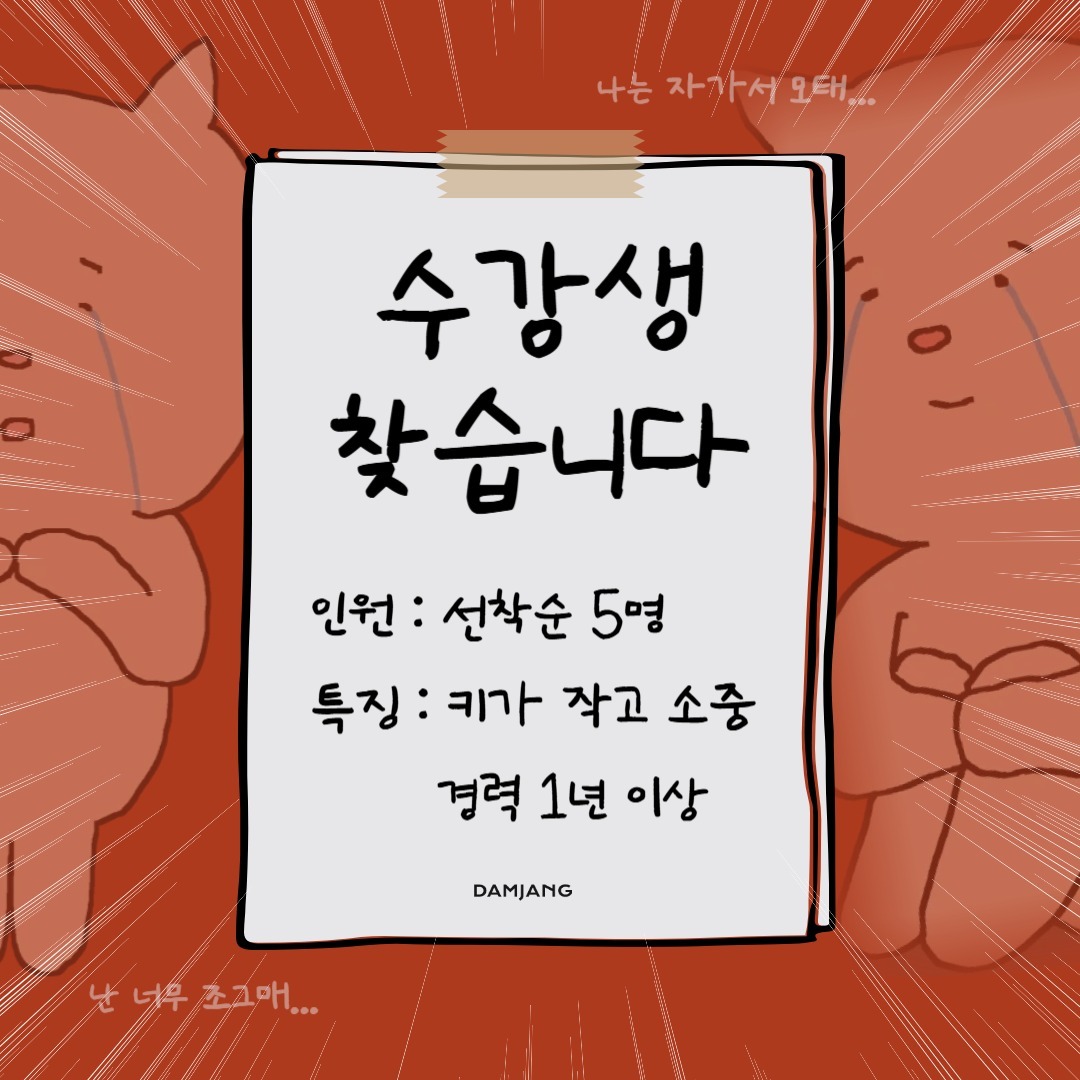 나는 자가서 모태...
수강생
찾습니다
인원 : 선착순 5명
특징 : 키가 작고 소중
경력 1년 이상
DAMJANG
난 너무 조그매...